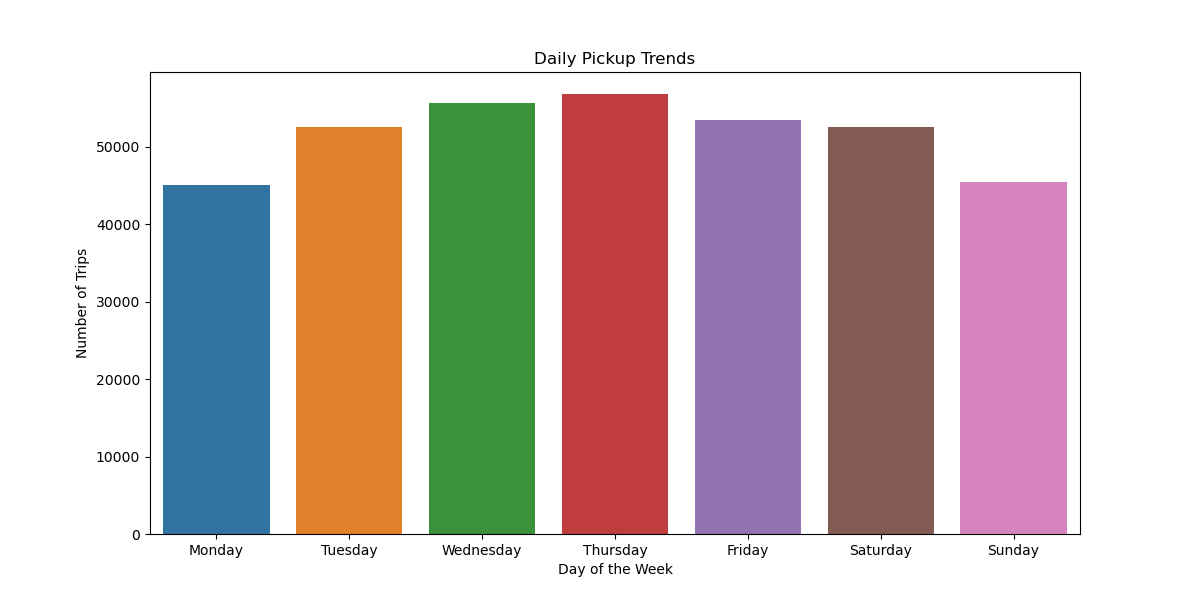 Daily Pickup Trends
Number of Trips
50000
40000
30000
20000
10000
0
Monday Tuesday Wednesday Thursday Friday Saturday Sunday
Day of the Week